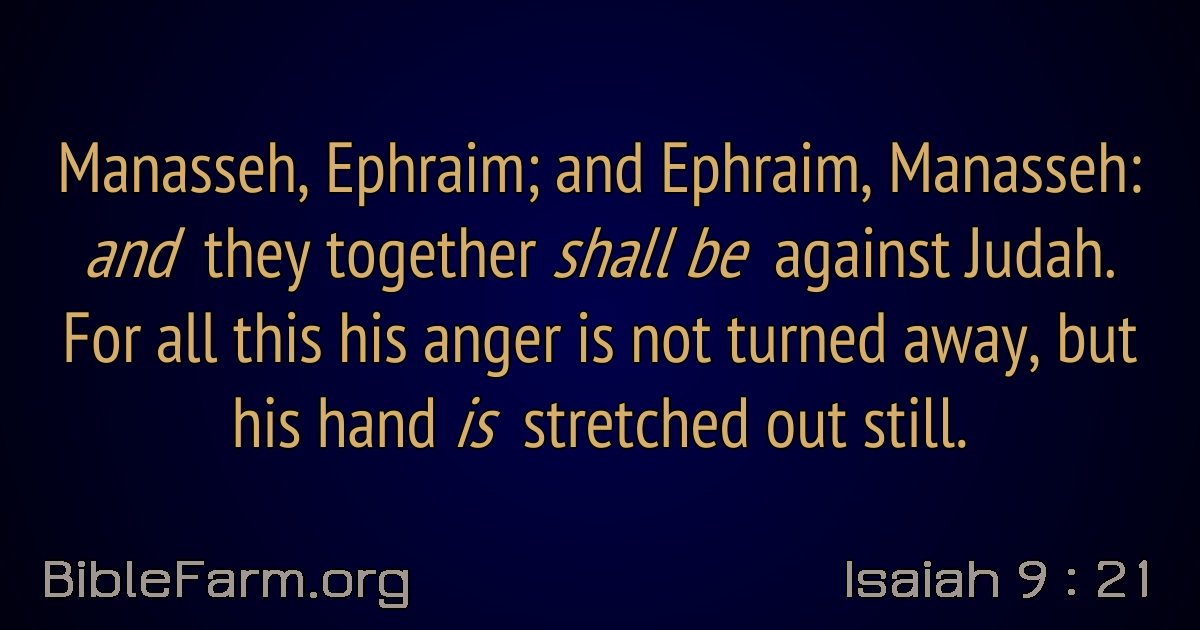 Manasseh, Ephraim; and Ephraim, Manasseh:
and they together shall be against Judah.
For all this his anger is not turned away, but
his hand is stretched out still.
BibleFarm.org
Isaiah 9 : 21